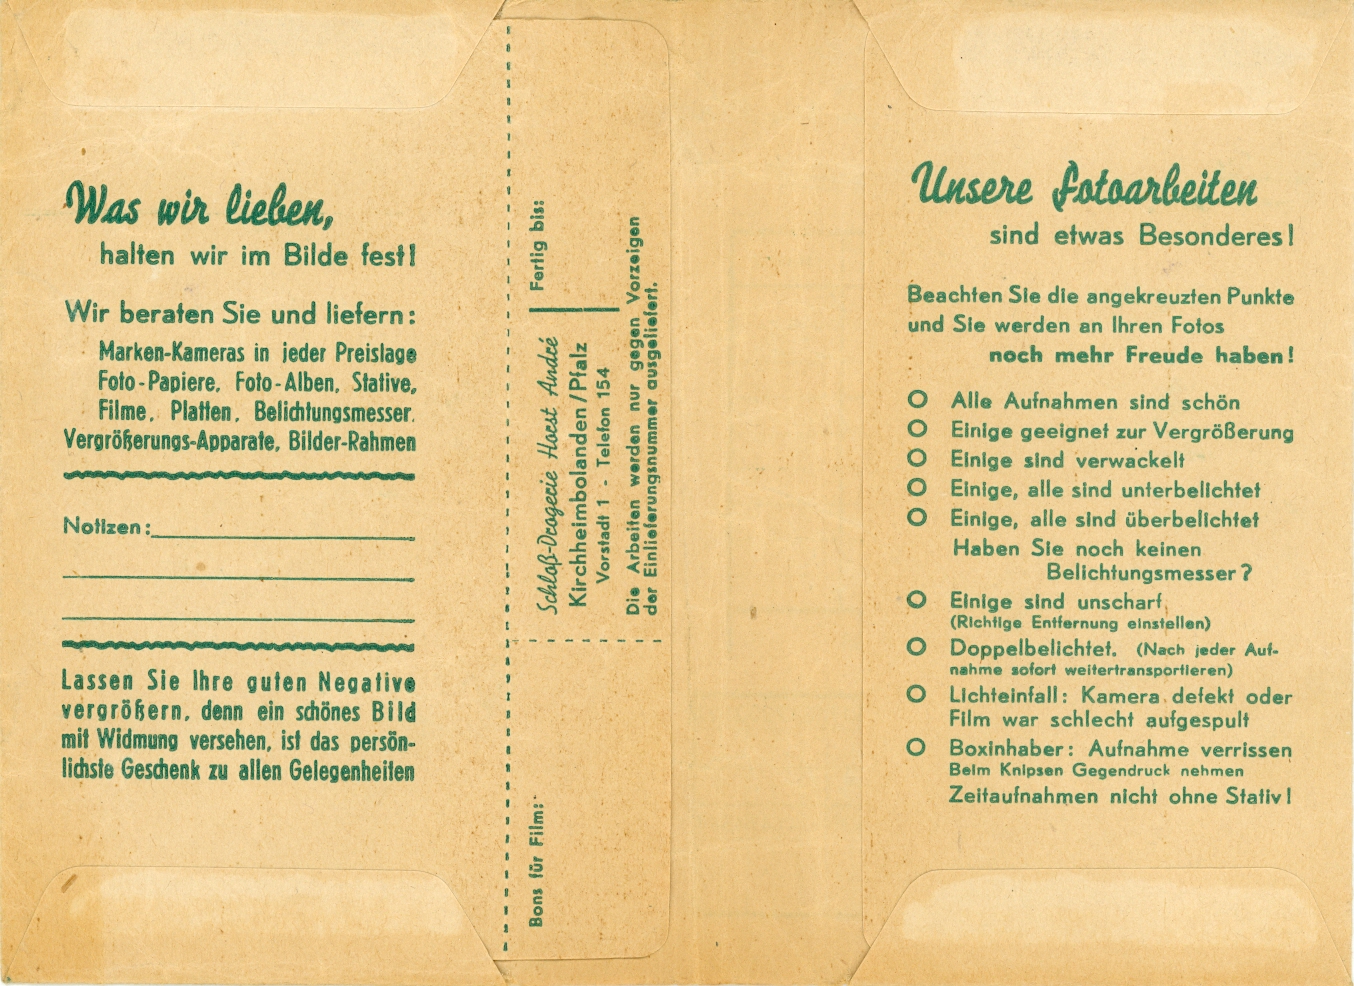 Was wir lieben,
halten wir im Bilde fest!
Wir beraten Sie und liefern:
Marken-Kameras in jeder Preislage
Foto-Papiere, Foto-Alben, Stative,
Filme, Platten, Belichtungsmesser,
Vergrößerungs-Apparate, Bilder-Rahmen
Notizen:
Lassen Sie Ihre guten Negative
vergrößern, denn ein schönes Bild
mit Widmung versehen, ist das persön-
lichste Geschenk zu allen Gelegenheiten
Fertig bis:
Schloß-Drogerie Horst André
Kirchheimbolanden/Pfalz
Vorstadt 1 - Telefon 154
Die Arbeiten werden nur gegen Vorzeigen
der Einlieferungsnummer ausgeliefert.
Bons für Film:
Unsere Fotoarbeiten
sind etwas Besonderes!
Beachten Sie die angekreuzten Punkte
und Sie werden an Ihren Fotos
noch mehr Freude haben!
Alle Aufnahmen sind schön
Einige geeignet zur Vergrößerung
Einige sind verwackelt
Einige, alle sind unterbelichtet
Einige, alle sind überbelichtet
Haben Sie noch keinen
Belichtungsmesser?
Einige sind unscharf
(Richtige Entfernung einstellen)
Doppelbelichtet. (Nach jeder Auf-
nahme sofort weitertransportieren)
Lichteinfall: Kamera defekt oder
Film war schlecht aufgespult
Boxinhaber: Aufnahme verrissen
Beim Knipsen Gegendruck nehmen
Zeitaufnahmen nicht ohne Stativ!